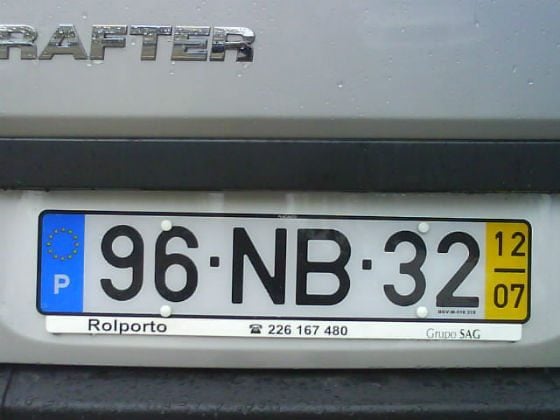 RAFTER
P 96·NB·32 12
07
Rolporto ☎ 226 167 480 Grupo SAG